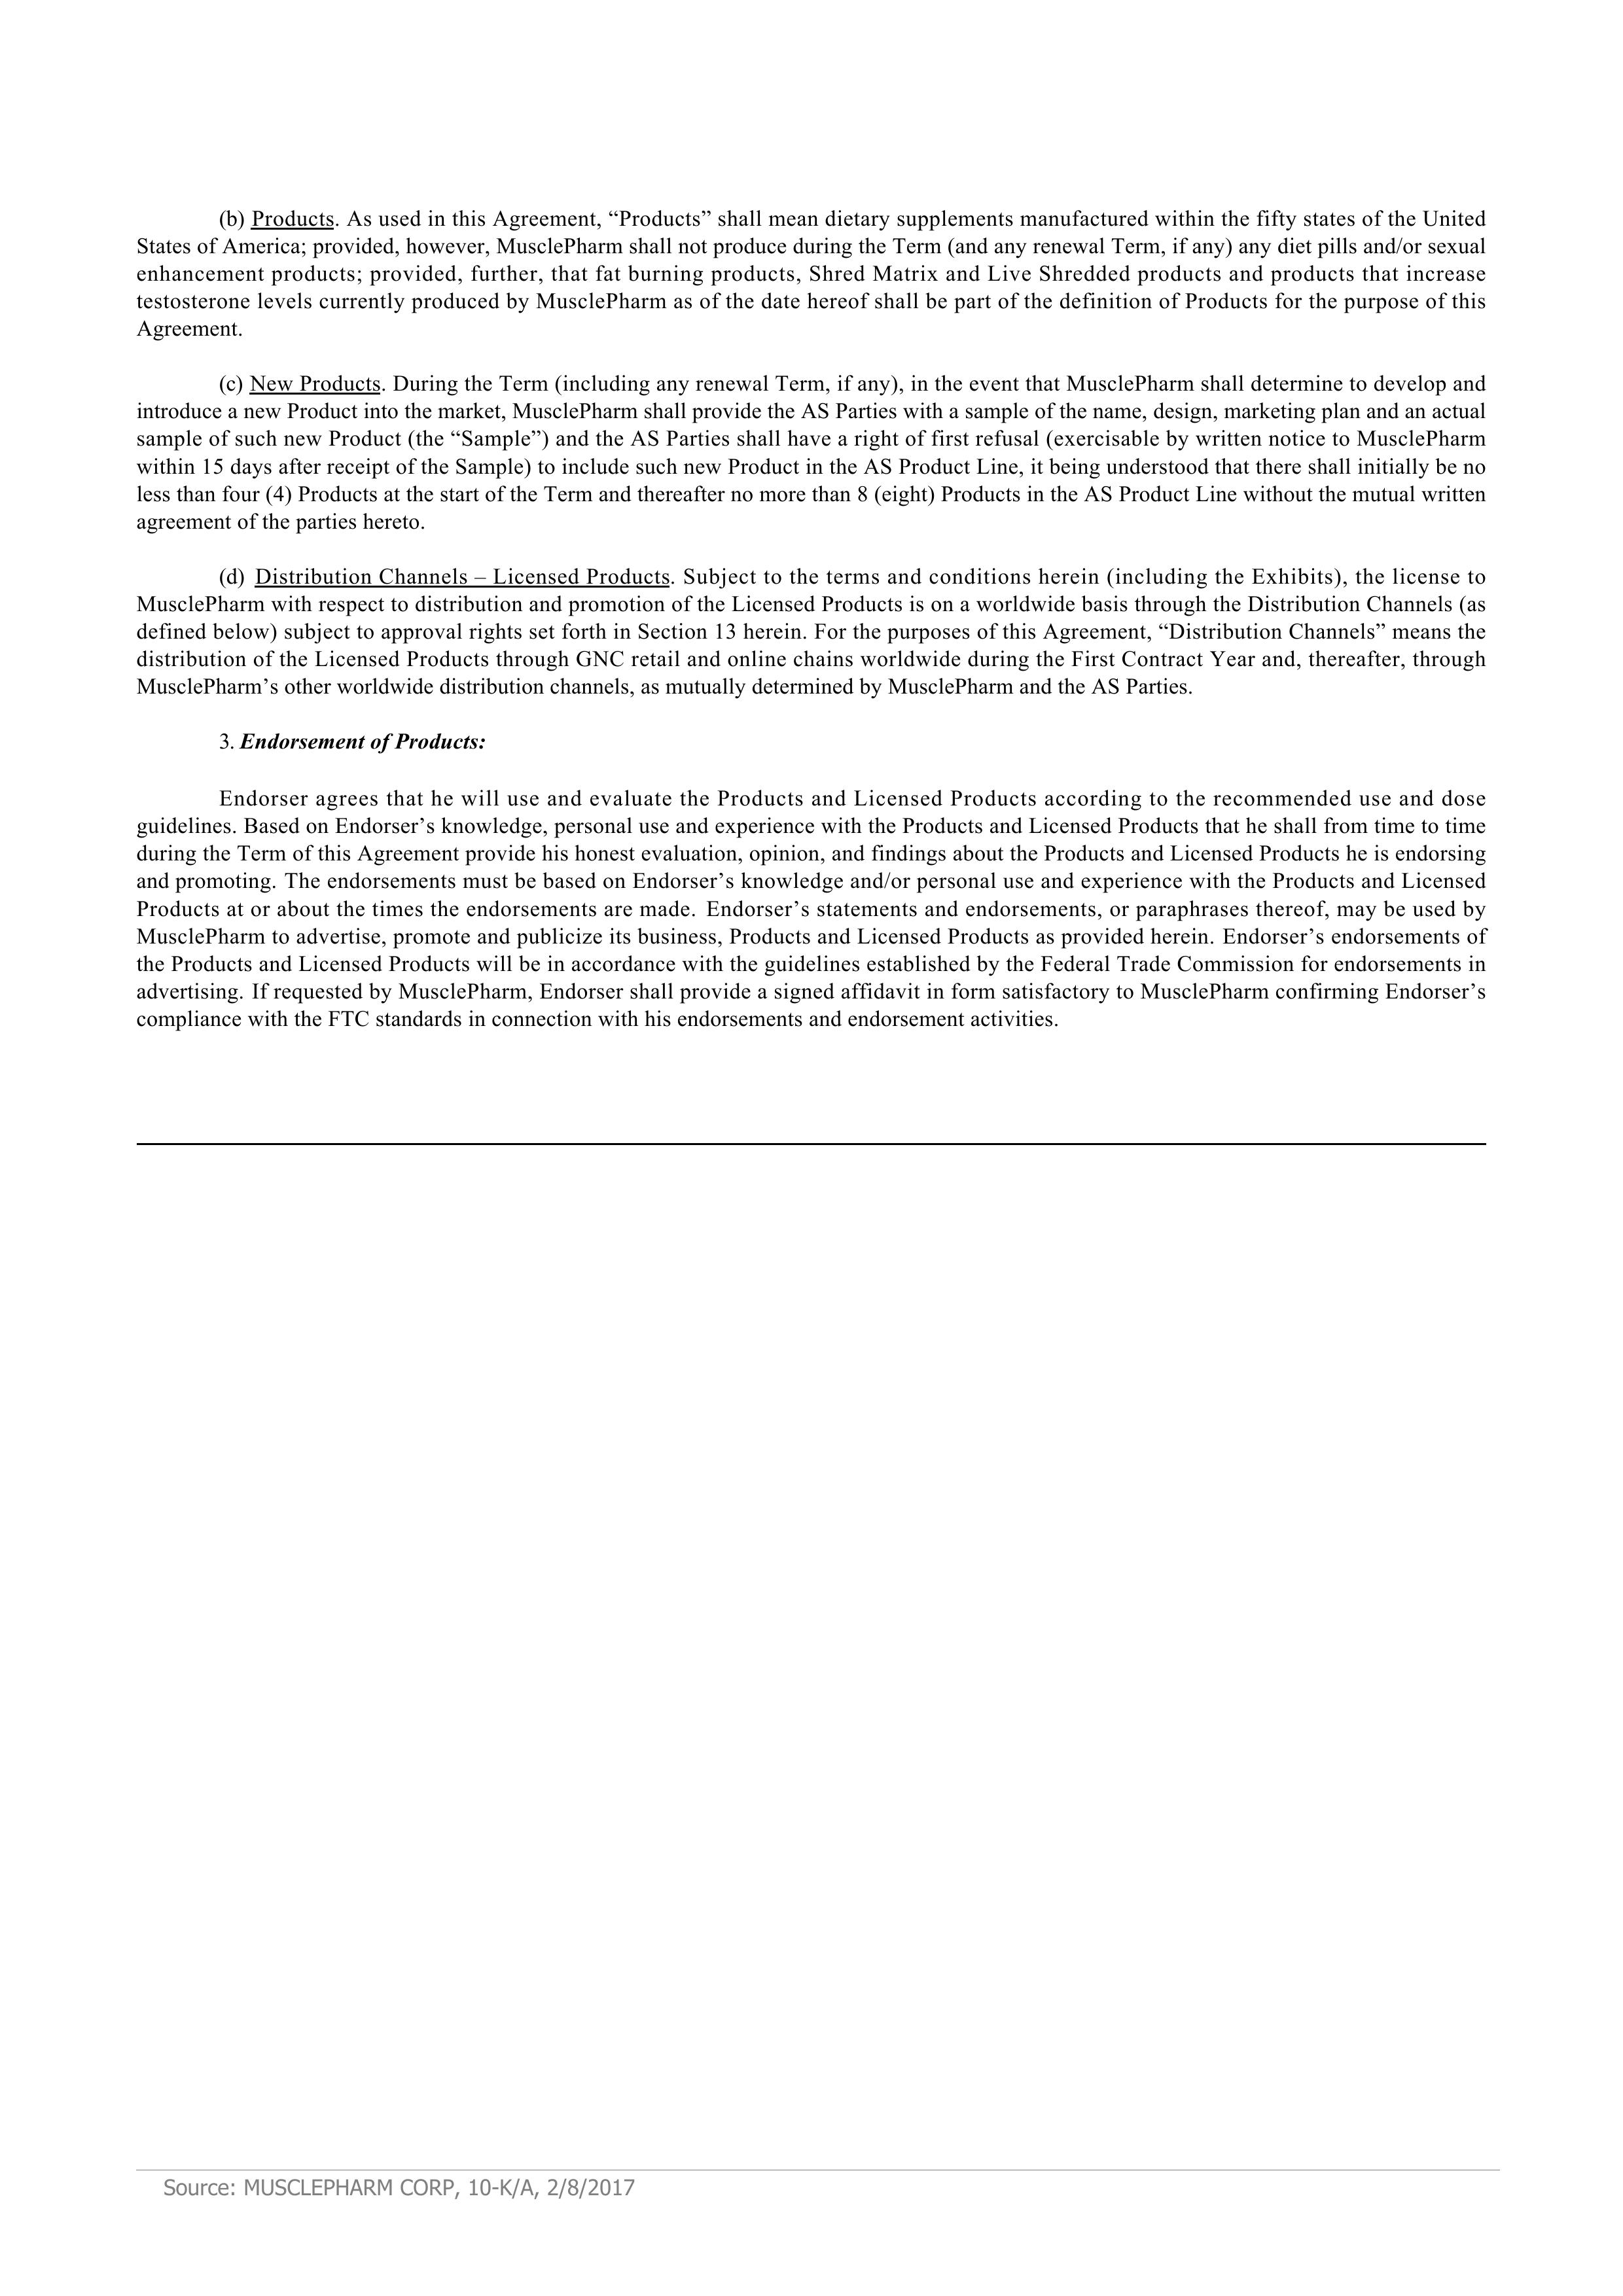 (b) Products. As used in this Agreement, “Products” shall mean dietary supplements manufactured within the fifty states of the United
States of America; provided, however, MusclePharm shall not produce during the Term (and any renewal Term, if any) any diet pills and/or sexual
enhancement products; provided, further, that fat burning products, Shred Matrix and Live Shredded products and products that increase
testosterone levels currently produced by MusclePharm as of the date hereof shall be part of the definition of Products for the purpose of this
Agreement.
(c) New Products. During the Term (including any renewal Term, if any), in the event that MusclePharm shall determine to develop and
introduce a new Product into the market, MusclePharm shall provide the AS Parties with a sample of the name, design, marketing plan and an actual
sample of such new Product (the “Sample”) and the AS Parties shall have a right of first refusal (exercisable by written notice to MusclePharm
within 15 days after receipt of the Sample) to include such new Product in the AS Product Line, it being understood that there shall initially be no
less than four (4) Products at the start of the Term and thereafter no more than 8 (eight) Products in the AS Product Line without the mutual written
agreement of the parties hereto.
(d) Distribution Channels – Licensed Products. Subject to the terms and conditions herein (including the Exhibits), the license to
MusclePharm with respect to distribution and promotion of the Licensed Products is on a worldwide basis through the Distribution Channels (as
defined below) subject to approval rights set forth in Section 13 herein. For the purposes of this Agreement, “Distribution Channels” means the
distribution of the Licensed Products through GNC retail and online chains worldwide during the First Contract Year and, thereafter, through
MusclePharm’s other worldwide distribution channels, as mutually determined by MusclePharm and the AS Parties.
3. Endorsement of Products:
Endorser agrees that he will use and evaluate the Products and Licensed Products according to the recommended use and dose
guidelines. Based on Endorser’s knowledge, personal use and experience with the Products and Licensed Products that he shall from time to time
during the Term of this Agreement provide his honest evaluation, opinion, and findings about the Products and Licensed Products he is endorsing
and promoting. The endorsements must be based on Endorser’s knowledge and/or personal use and experience with the Products and Licensed
Products at or about the times the endorsements are made. Endorser’s statements and endorsements, or paraphrases thereof, may be used by
MusclePharm to advertise, promote and publicize its business, Products and Licensed Products as provided herein. Endorser’s endorsements of
the Products and Licensed Products will be in accordance with the guidelines established by the Federal Trade Commission for endorsements in
advertising. If requested by MusclePharm, Endorser shall provide a signed affidavit in form satisfactory to MusclePharm confirming Endorser’s
compliance with the FTC standards in connection with his endorsements and endorsement activities.
Source: MUSCLEPHARM CORP, 10-K/A, 2/8/2017